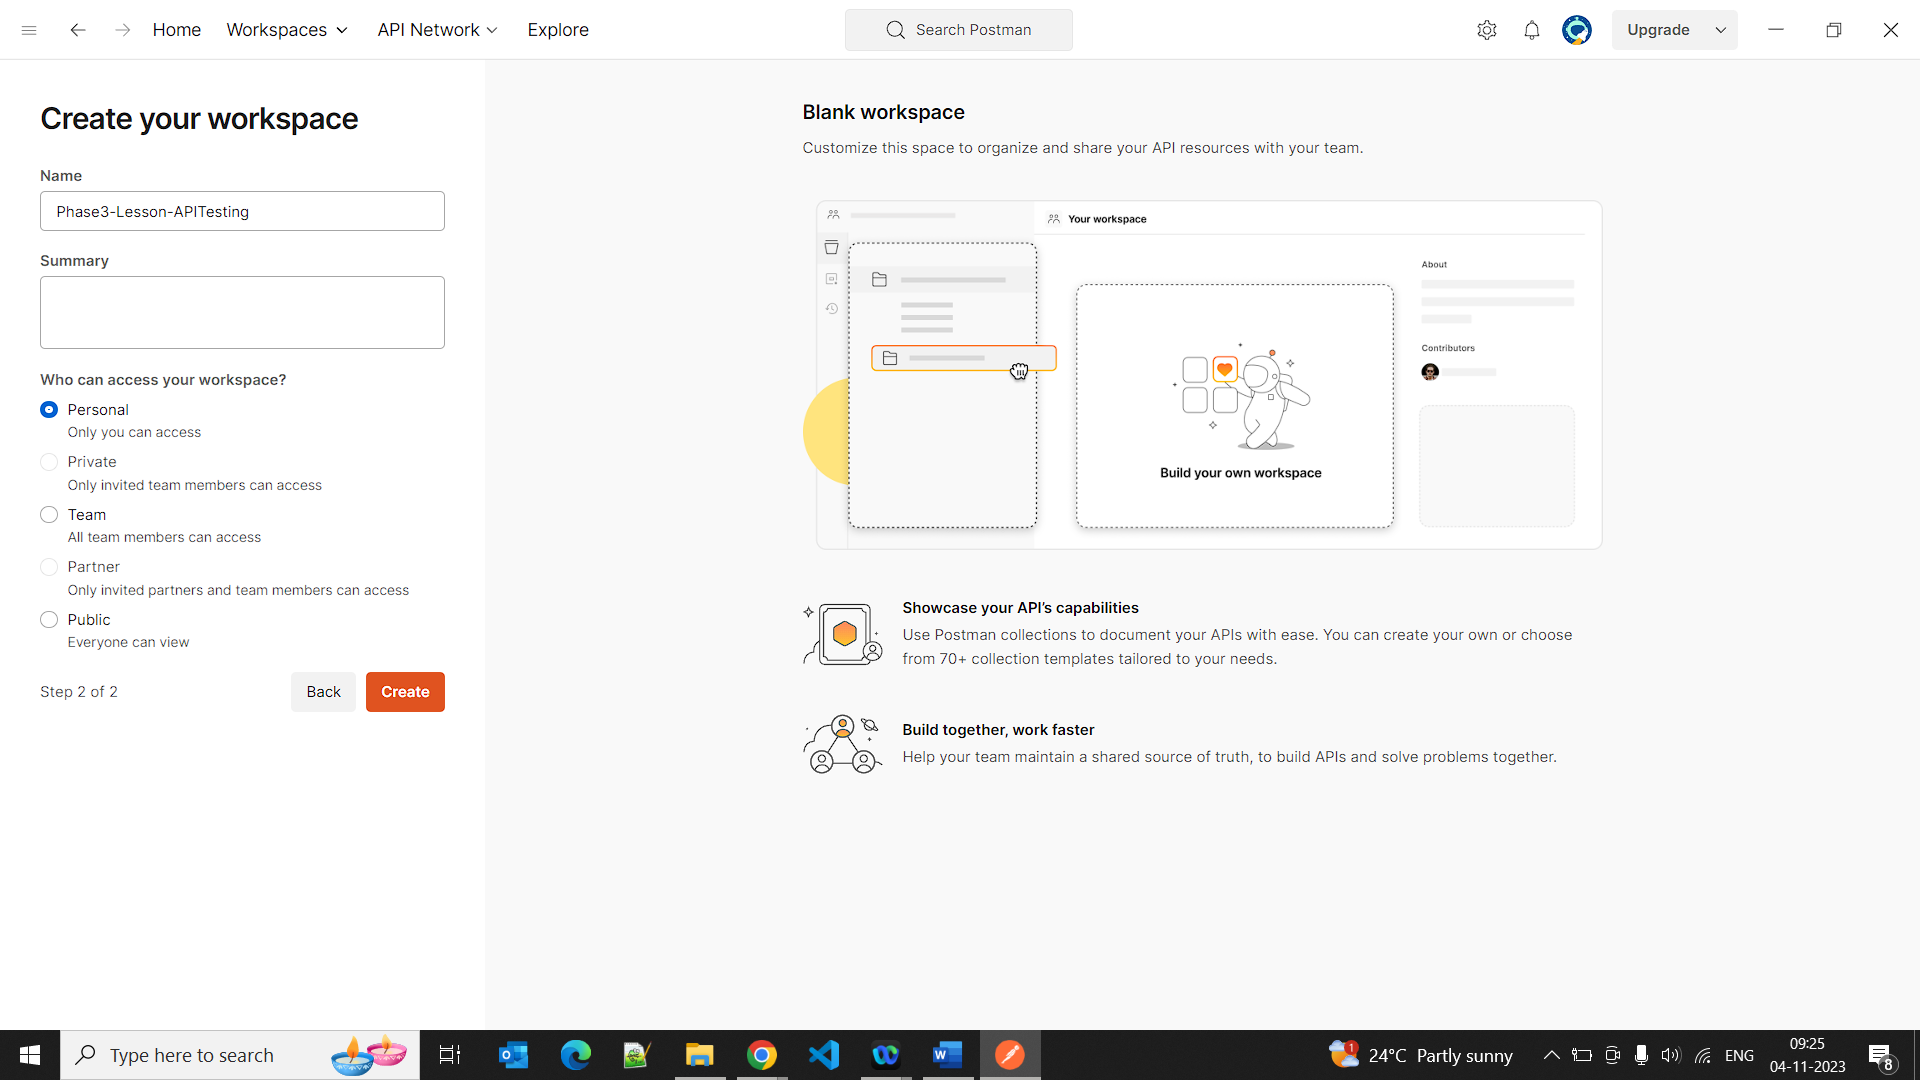 Home
Workspaces
API Network
Explore
Search Postman
Upgrade
Create your workspace
Name
Phase3-Lesson-APITesting
Summary
Who can access your workspace?
Personal
Only you can access
Private
Only invited team members can access
Team
All team members can access
Partner
Only invited partners and team members can access
Public
Everyone can view
Step 2 of 2
Back
Create
Blank workspace
Customize this space to organize and share your API resources with your team.
Your workspace
About
Contributors
Build your own workspace
Showcase your API’s capabilities
Use Postman collections to document your APIs with ease. You can create your own or choose
from 70+ collection templates tailored to your needs.
Build together, work faster
Help your team maintain a shared source of truth, to build APIs and solve problems together.
Type here to search
1
24°C Partly sunny
ENG
09:25
04-11-2023
8